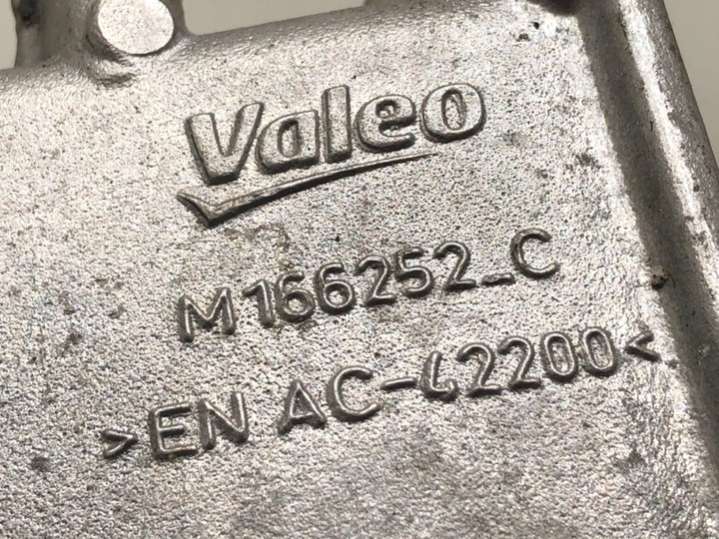 Valeo
M166252_C
>EN AC-42200<